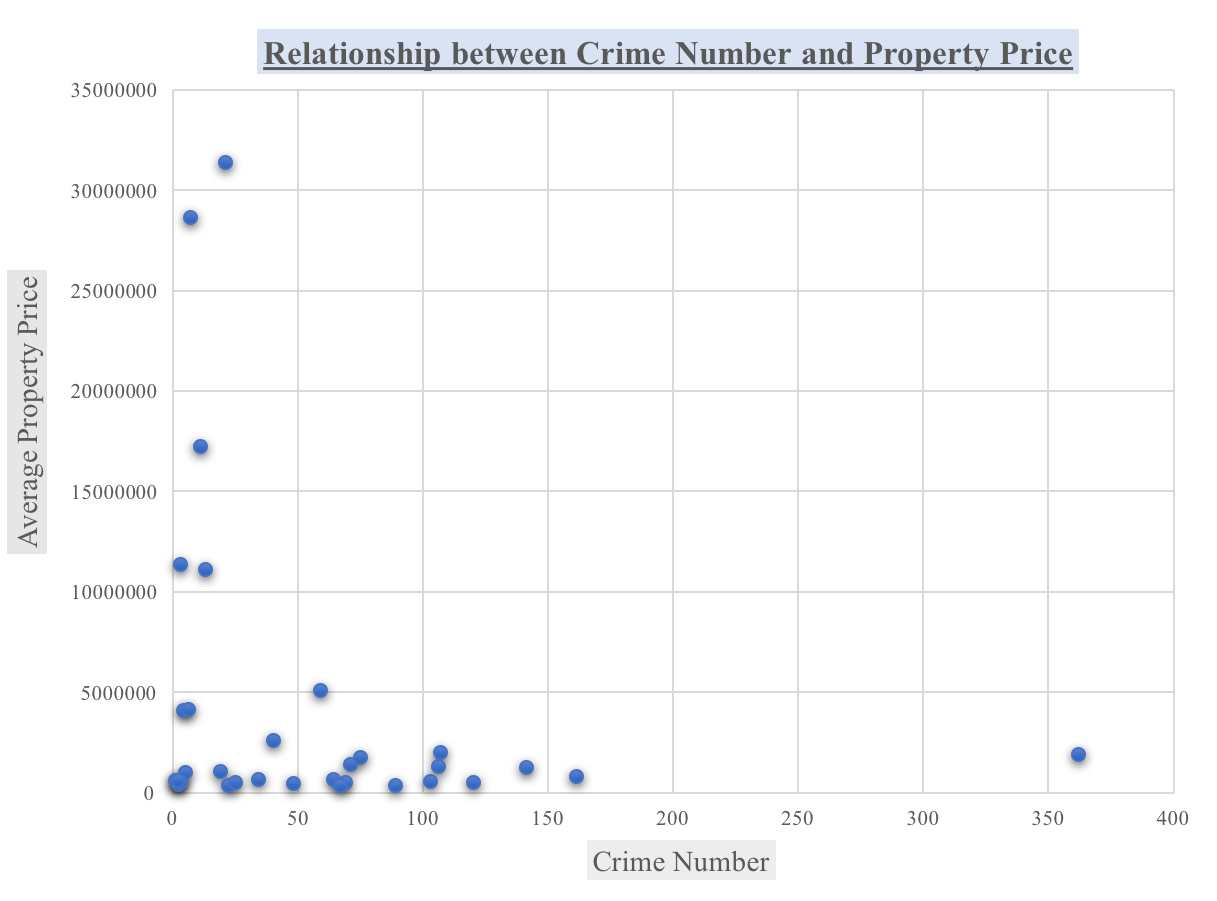 Relationship between Crime Number and Property Price
35000000
30000000
25000000
20000000
15000000
10000000
5000000
0
Average Property Price
0 50 100 150 200 250 300 350 400
Crime Number